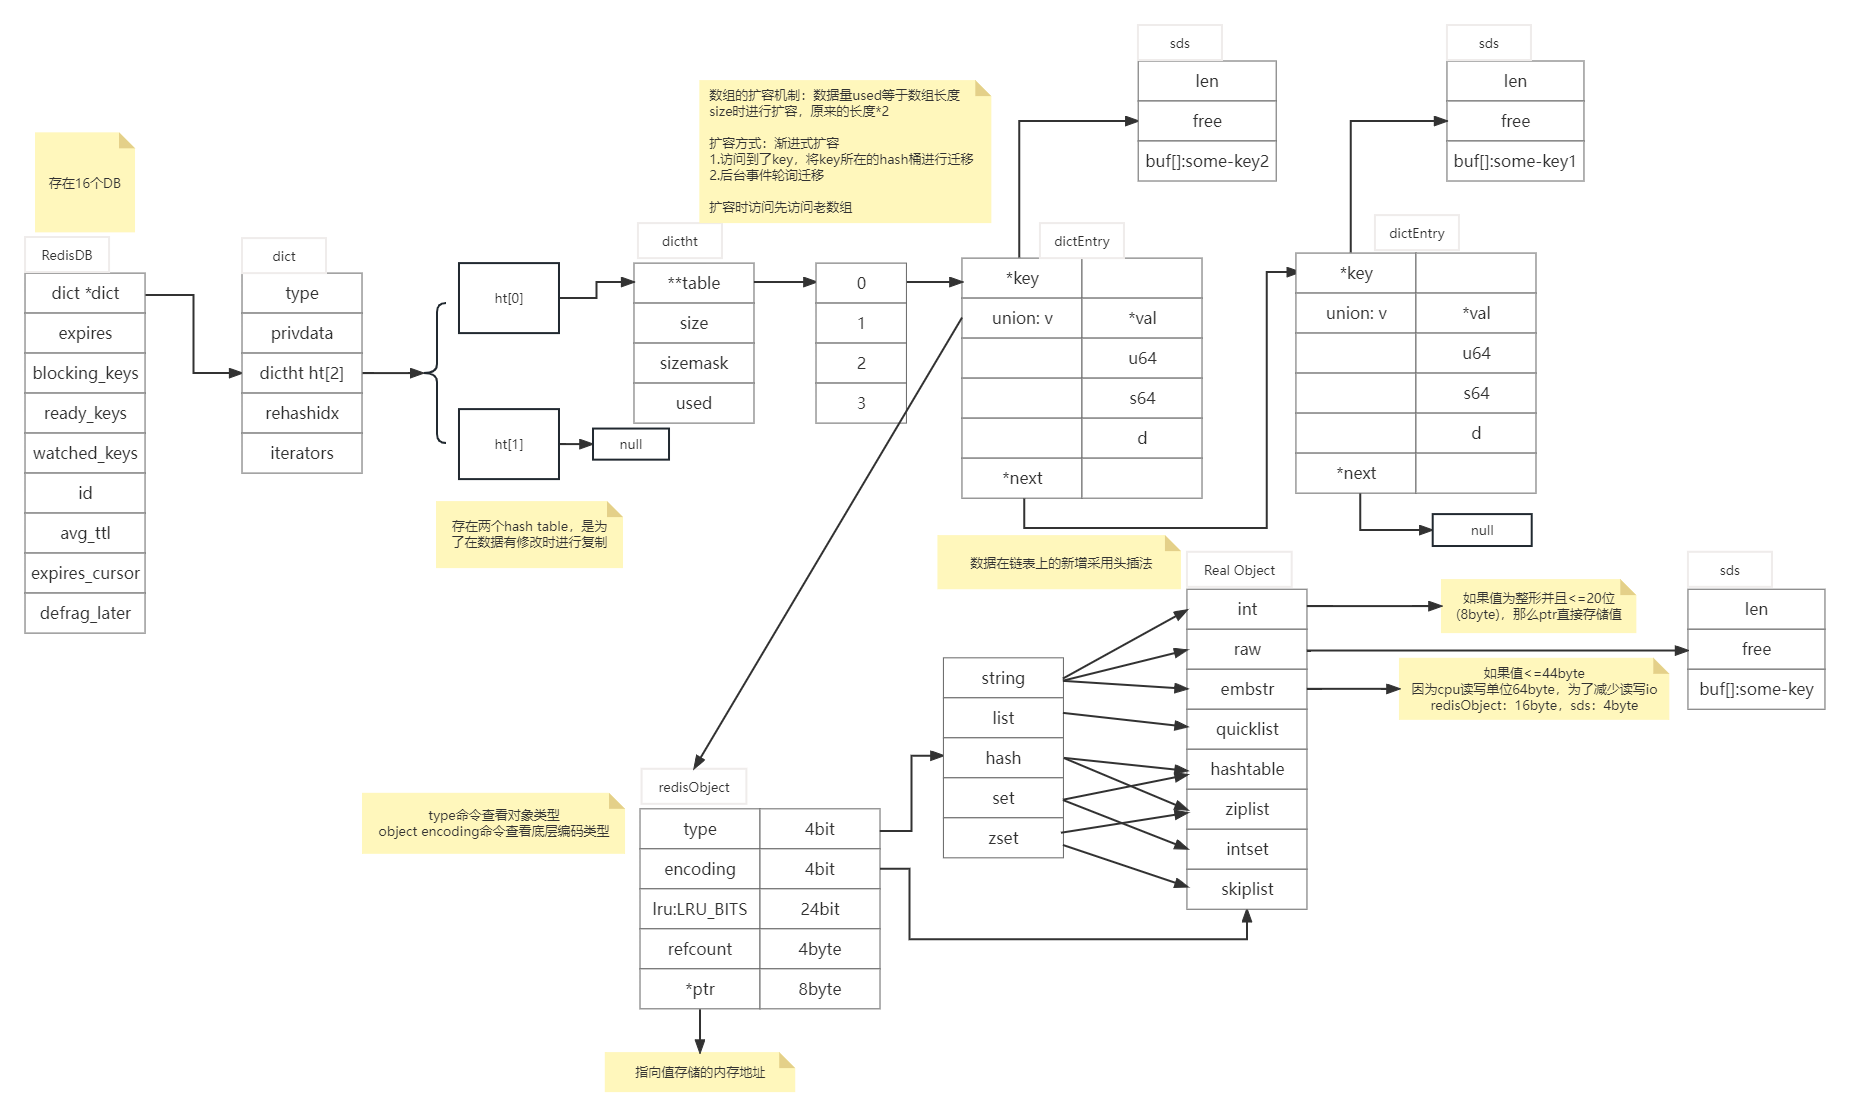 存在16个DB
RedisDB
dict *dict
expires
blocking_keys
ready_keys
watched_keys
id
avg_ttl
expires_cursor
defrag_later
dict
type
privdata
dictht ht[2]
rehashidx
iterators
ht[0]
ht[1]
null
存在两个hash table，是为
了在数据有修改时进行复制
数组的扩容机制：数据量used等于数组长度
size时进行扩容，原来的长度*2
扩容方式：渐进式扩容
1.访问到了key，将key所在的hash桶进行迁移
2.后台事件轮询迁移
扩容时访问先访问老数组
dictht
**table
size
sizemask
used
0
1
2
3
sds
len
free
buf[]:some-key2
dictEntry
*key
union: v
*val
u64
s64
d
*next
sds
len
free
buf[]:some-key1
dictEntry
*key
union: v
*val
u64
s64
d
*next
null
数据在链表上的新增采用头插法
type命令查看对象类型
object encoding命令查看底层编码类型
redisObject
type
4bit
encoding
4bit
lru:LRU_BITS
24bit
refcount
4byte
*ptr
8byte
指向值存储的内存地址
string
list
hash
set
zset
Real Object
int
raw
embstr
quicklist
hashtable
ziplist
intset
skiplist
如果值为整形并且<=20位
(8byte)，那么ptr直接存储值
如果值<=44byte
因为cpu读写单位64byte，为了减少读写io
redisObject：16byte，sds：4byte
sds
len
free
buf[]:some-key